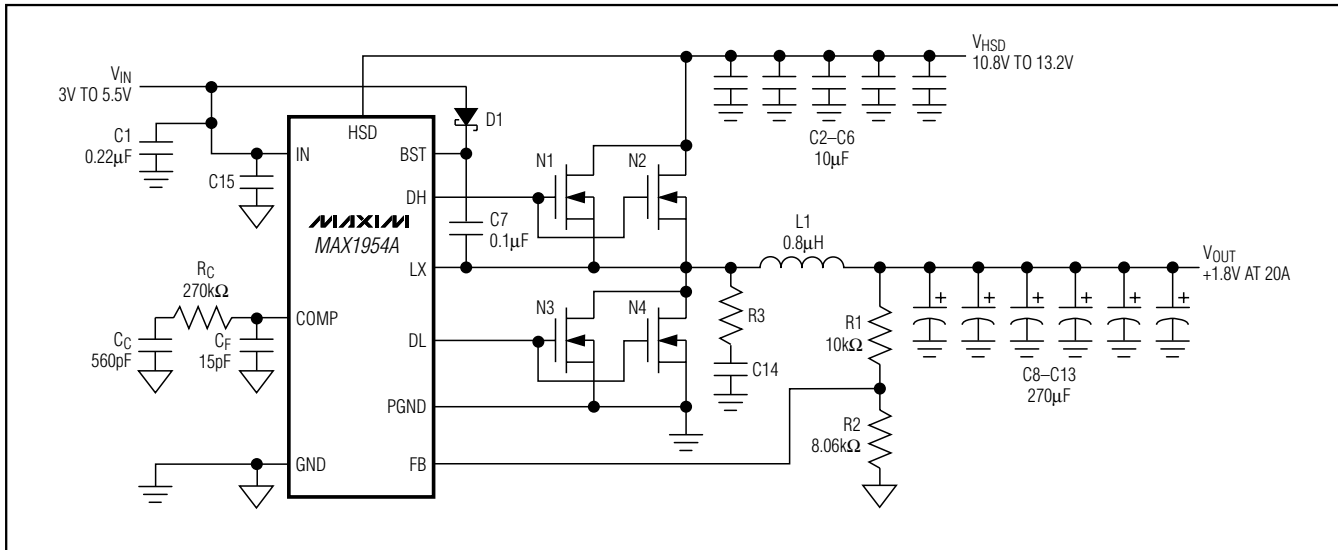 V_IN
3V TO 5.5V
C1
0.22µF
C15
IN
HSD
BST
DH
LX
DL
PGND
FB
COMP
GND
MAXIM
MAX1954A
R_C
270kΩ
C_C
560pF
C_F
15pF
D1
C7
0.1µF
N1
N2
N3
N4
V_HSD
10.8V TO 13.2V
C2–C6
10µF
L1
0.8µH
R3
C14
R1
10kΩ
R2
8.06kΩ
V_OUT
+1.8V AT 20A
+
+
+
+
+
+
C8–C13
270µF